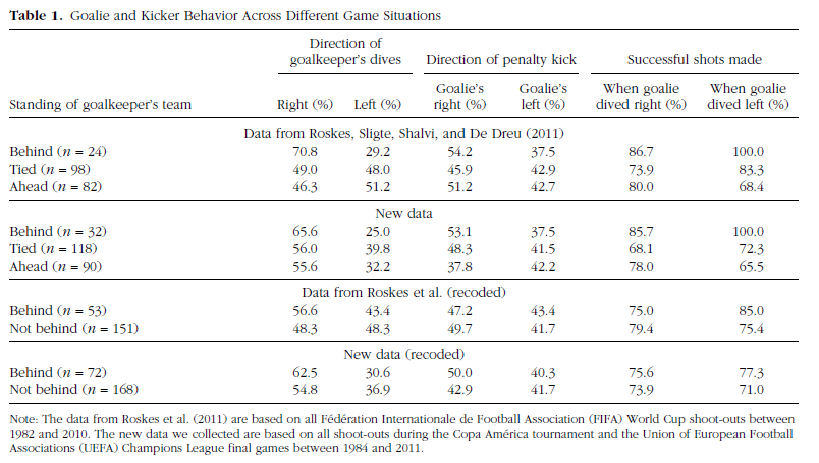 Table 1. Goalie and Kicker Behavior Across Different Game Situations
Direction of goalkeeper's dives Direction of penalty kick Successful shots made
Standing of goalkeeper's team Right (%) Left (%) Goalie's right (%) Goalie's left (%) When goalie dived right (%) When goalie dived left (%)
Data from Roskes, Sligte, Shalvi, and De Dreu (2011)
Behind (n = 24) 70.8 29.2 54.2 37.5 86.7 100.0
Tied (n = 98) 49.0 48.0 45.9 42.9 73.9 83.3
Ahead (n = 82) 46.3 51.2 51.2 42.7 80.0 68.4
New data
Behind (n = 32) 65.6 25.0 53.1 37.5 85.7 100.0
Tied (n = 118) 56.0 39.8 48.3 41.5 68.1 72.3
Ahead (n = 90) 55.6 32.2 37.8 42.2 78.0 65.5
Data from Roskes et al. (recoded)
Behind (n = 53) 56.6 43.4 47.2 43.4 75.0 85.0
Not behind (n = 151) 48.3 48.3 49.7 41.7 79.4 75.4
New data (recoded)
Behind (n = 72) 62.5 30.6 50.0 40.3 75.6 77.3
Not behind (n = 168) 54.8 36.9 42.9 41.7 73.9 71.0
Note: The data from Roskes et al. (2011) are based on all Fédération Internationale de Football Association (FIFA) World Cup shoot-outs between
1982 and 2010. The new data we collected are based on all shoot-outs during the Copa América tournament and the Union of European Football
Associations (UEFA) Champions League final games between 1984 and 2011.